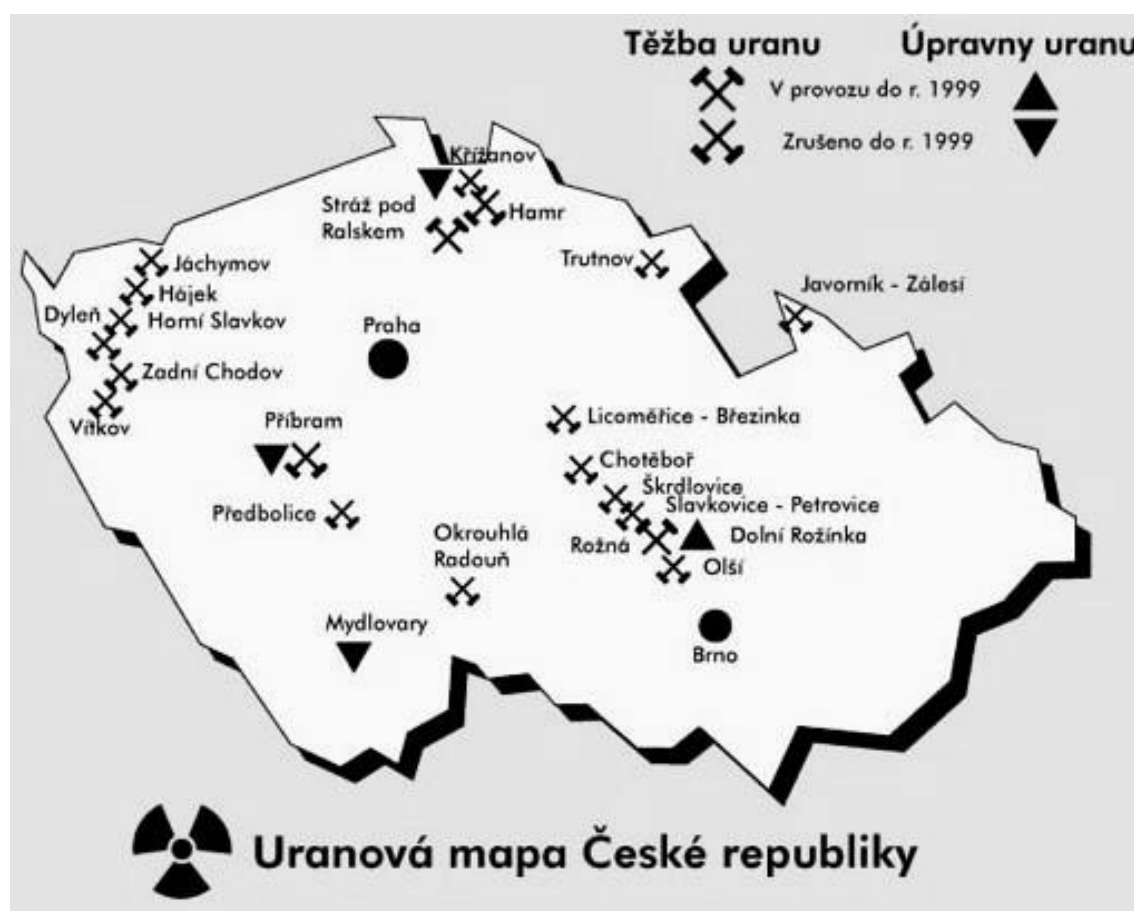 Těžba uranu
Úpravny uranu
V provozu do r. 1999
Zrušeno do r. 1999
Křížanov
Stráž pod
Ralskem
Hamr
Trutnov
Jáchymov
Hájek
Javorník - Zálesí
Dyleň
Horní Slavkov
Praha
Zadní Chodov
Vítkov
Příbram
Licoměřice - Březinka
Chotěboř
Škrdlovice
Slavkovice - Petrovice
Předbolice
Okrouhlá
Radouň
Rožná
Dolní Rožínka
Olší
Mydlovary
Brno
Uranová mapa České republiky